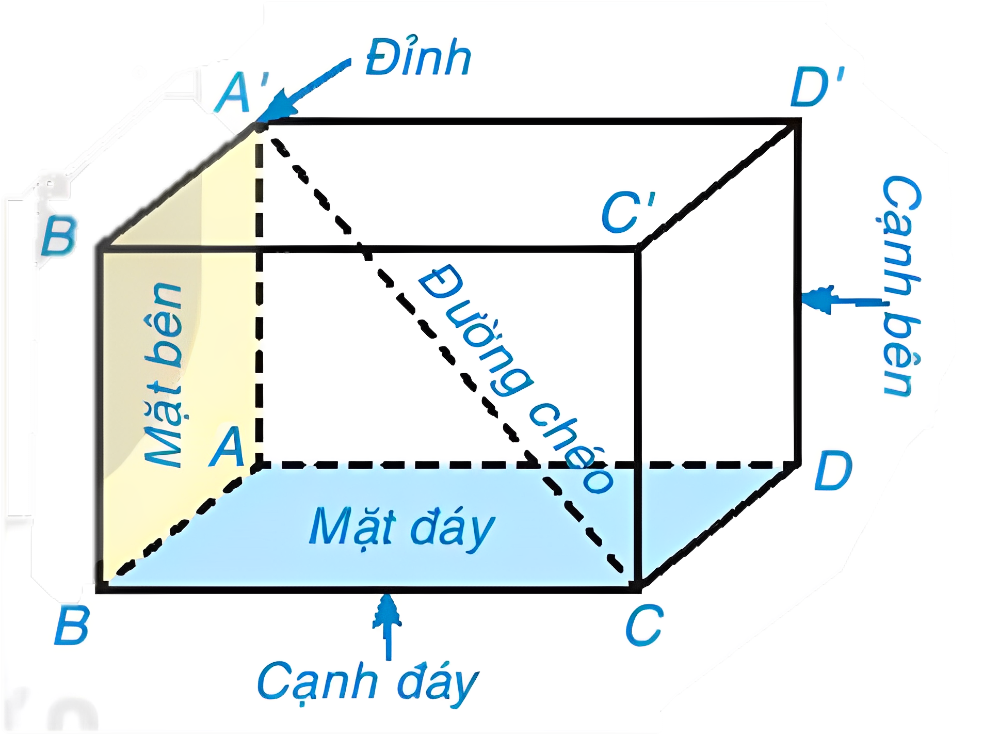 Đỉnh
A'
D'
C'
B
Cạnh bên
Đường chéo
Mặt bên
A
D
Mặt đáy
B
C
Cạnh đáy